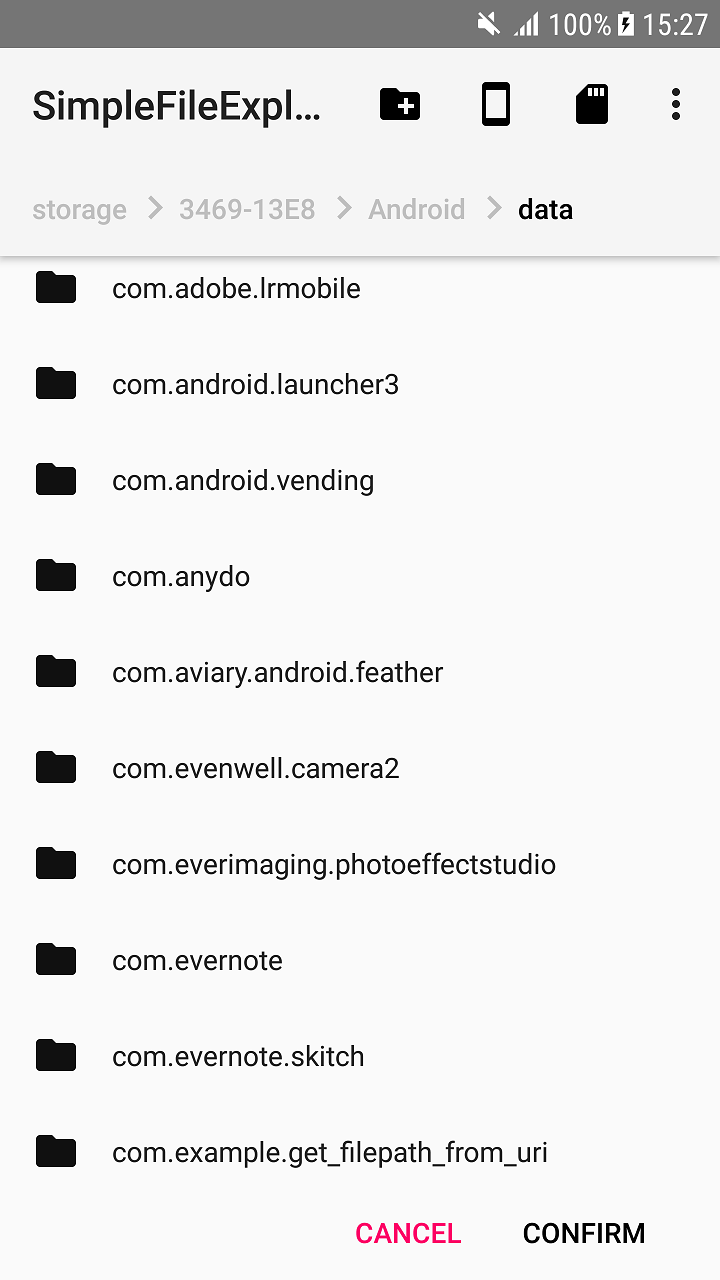 100% 15:27
SimpleFileExpl...
storage 3469-13E8 Android data
com.adobe.lrmobile
com.android.launcher3
com.android.vending
com.anydo
com.aviary.android.feather
com.evenwell.camera2
com.everimaging.photoeffectstudio
com.evernote
com.evernote.skitch
com.example.get_filepath_from_uri
CANCEL CONFIRM